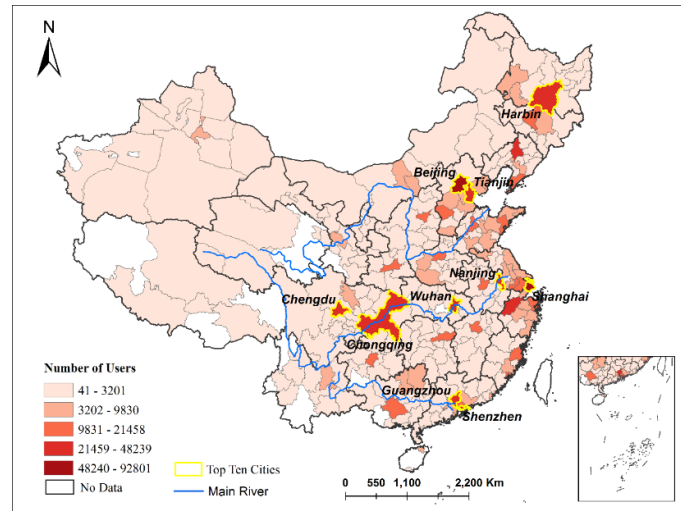 N
Harbin
Beijing
Tianjin
Nanjing
Chengdu
Wuhan
Shanghai
Chongqing
Guangzhou
Shenzhen
Number of Users
41 - 3201
3202 - 9830
9831 - 21458
21459 - 48239
48240 - 92801
No Data
Top Ten Cities
Main River
0 550 1,100 2,200 Km